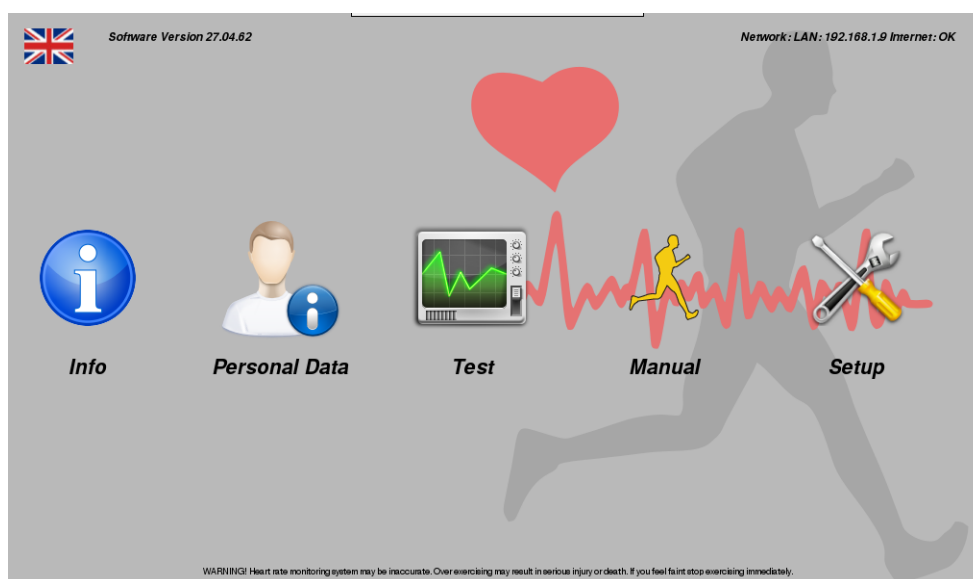 Software Version 27.04.62
Network: LAN: 192.168.1.9 Internet: OK
Info
Personal Data
Test
Manual
Setup
WARNING! Heart rate monitoring system may be inaccurate. Over exercising may result in serious injury or death. If you feel faint stop exercising immediately.